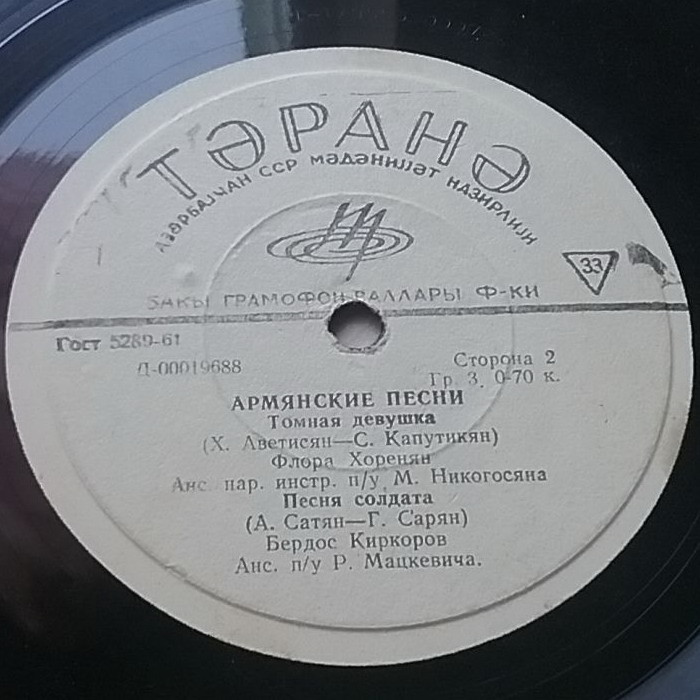 ТӘРАНӘ
АЗӘРБАЈҸАН ССР МӘДӘНИЈЈӘТ НАЗИРЛИЈИ
33
БАКЫ ГРАМОФОН ВАЛЛАРЫ Ф-КИ
Гост 5289-61
Д-00019688
Сторона 2
Гр. 3. 0-70 к.
АРМЯНСКИЕ ПЕСНИ
Томная девушка
(Х. Аветисян—С. Капутикян)
Флора Хоренян
Анс. нар. инстр. п/у М. Никогосяна
Песня солдата
(А. Сатян—Г. Сарян)
Бердос Киркоров
Анс. п/у Р. Мацкевича.